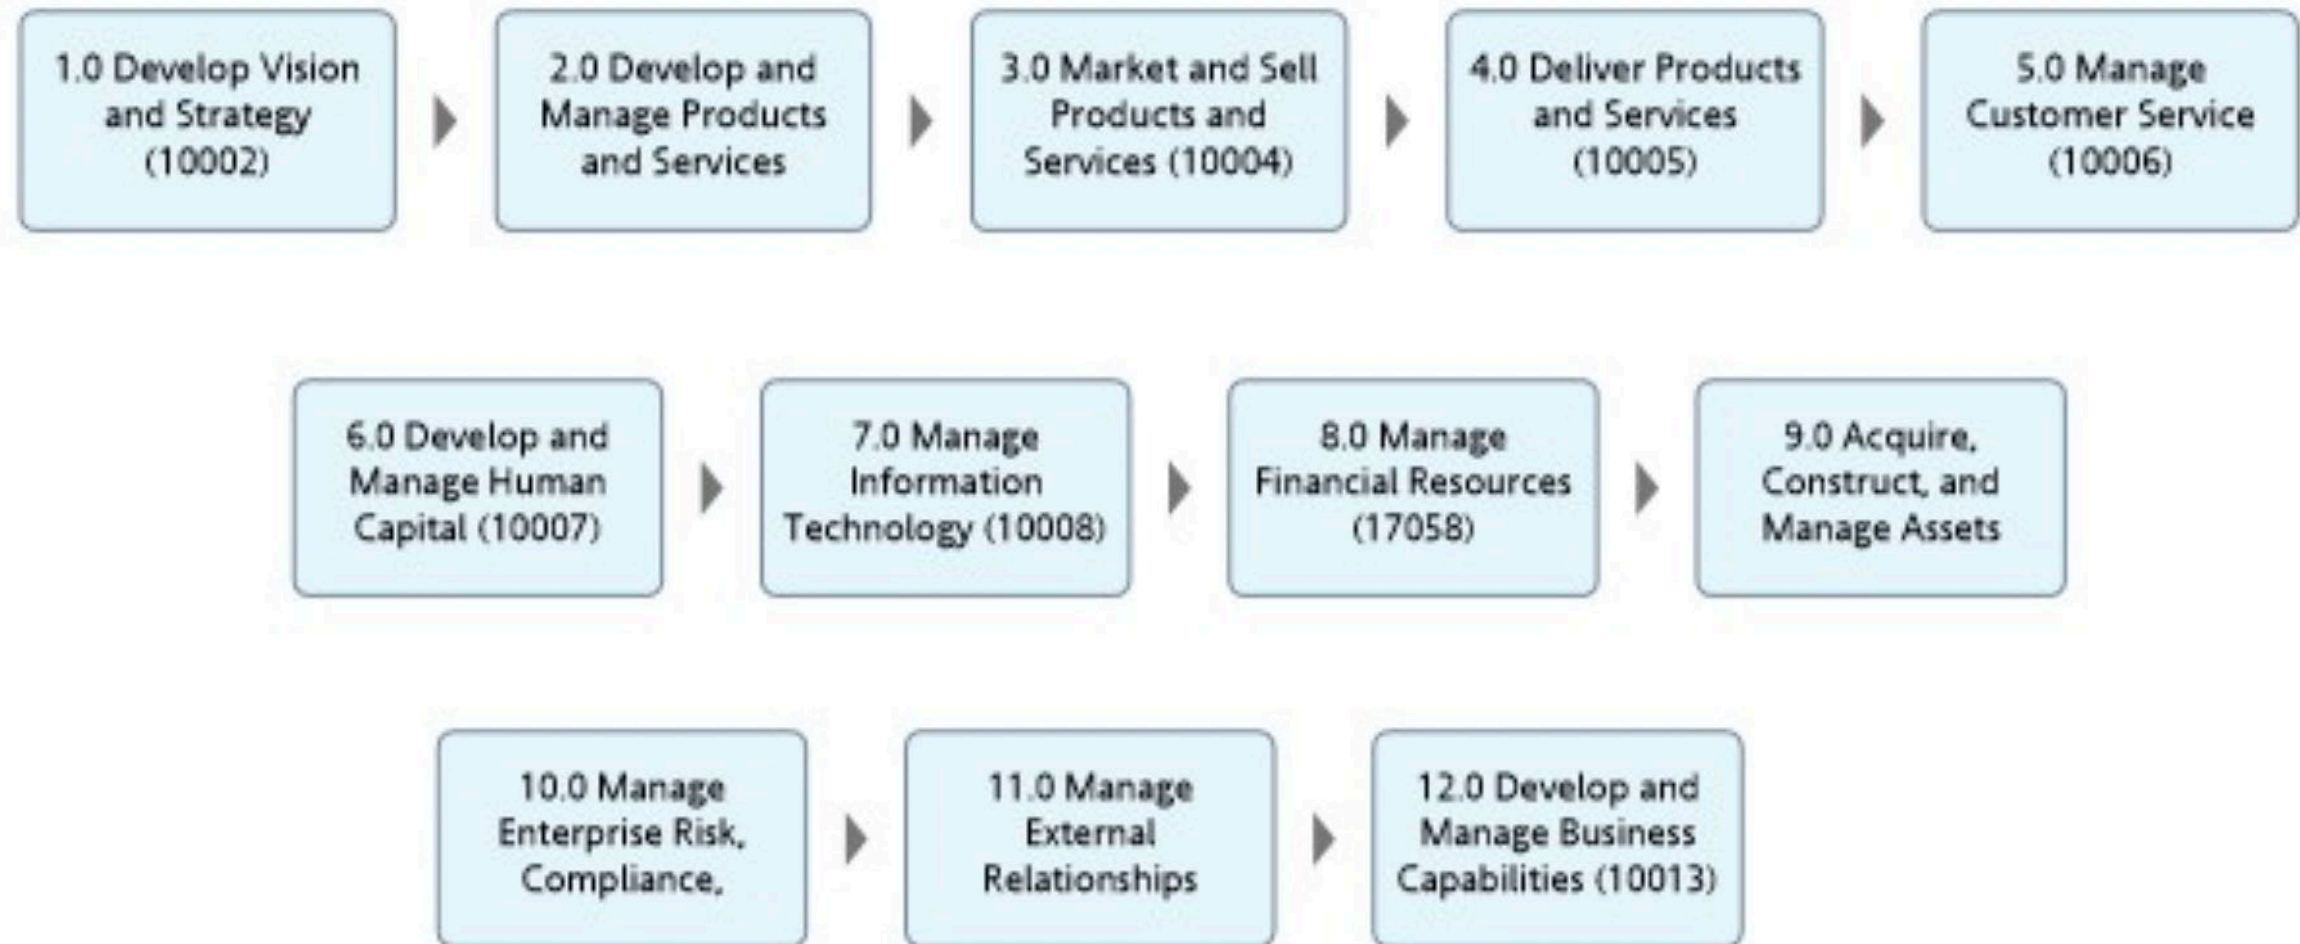 1.0 Develop Vision
and Strategy
(10002)
2.0 Develop and
Manage Products
and Services
3.0 Market and Sell
Products and
Services (10004)
4.0 Deliver Products
and Services
(10005)
5.0 Manage
Customer Service
(10006)
6.0 Develop and
Manage Human
Capital (10007)
7.0 Manage
Information
Technology (10008)
8.0 Manage
Financial Resources
(17058)
9.0 Acquire,
Construct, and
Manage Assets
10.0 Manage
Enterprise Risk,
Compliance,
11.0 Manage
External
Relationships
12.0 Develop and
Manage Business
Capabilities (10013)